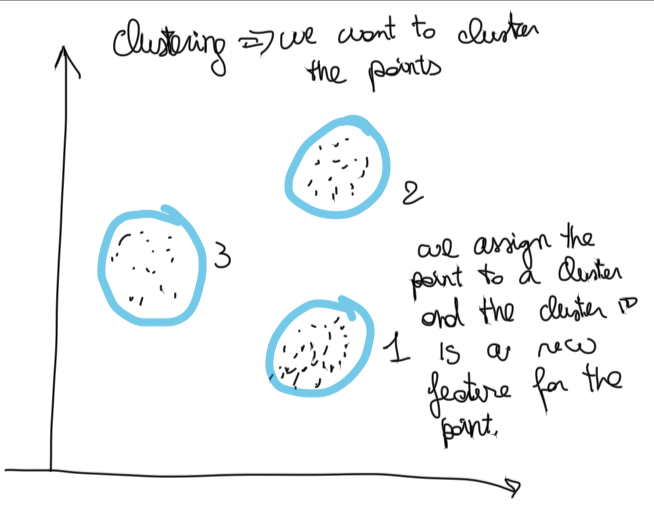 Clustering => we want to cluster
the points
2
3
we assign the
point to a cluster
and the cluster ID
1
is a new
feature for the
point.